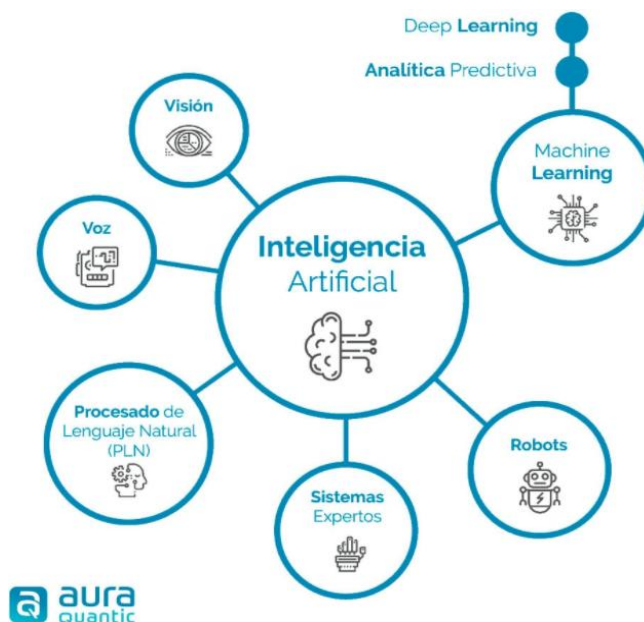 Deep Learning
Analítica Predictiva
Visión
Machine
Learning
Voz
Inteligencia
Artificial
Procesado de
Lenguaje Natural
(PLN)
Robots
Sistemas
Expertos
aura
quantic